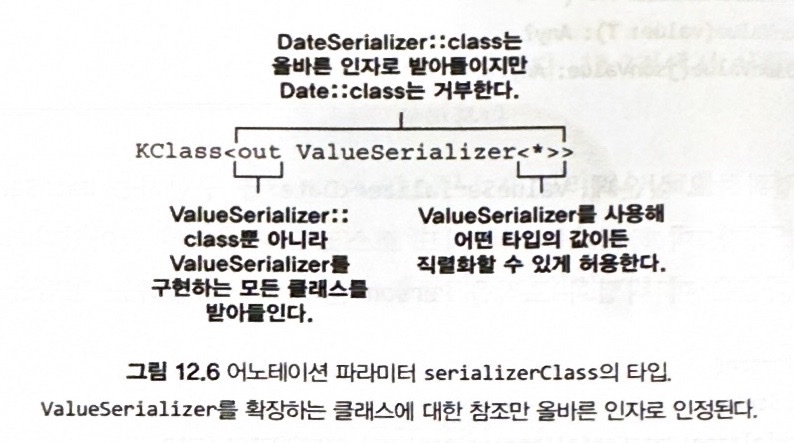 DateSerializer::class는
올바른 인자로 받아들이지만
Date::class는 거부한다.
KClass<out ValueSerializer<*>>
ValueSerializer::
class뿐 아니라
ValueSerializer를
구현하는 모든 클래스를
받아들인다.
ValueSerializer를 사용해
어떤 타입의 값이든
직렬화할 수 있게 허용한다.
그림 12.6 어노테이션 파라미터 serializerClass의 타입.
ValueSerializer를 확장하는 클래스에 대한 참조만 올바른 인자로 인정된다.